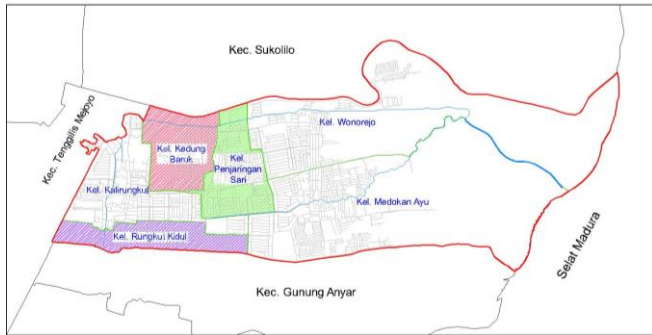 Kec. Sukolilo
Kec. Tenggilis Mejoyo
Kel. Wonorejo
Kel. Kedung
Baruk
Kel.
Penjaringan
Sari
Kel. Kalirungkut
Kel. Medokan Ayu
Kel. Rungkut Kidul
Selat Madura
Kec. Gunung Anyar